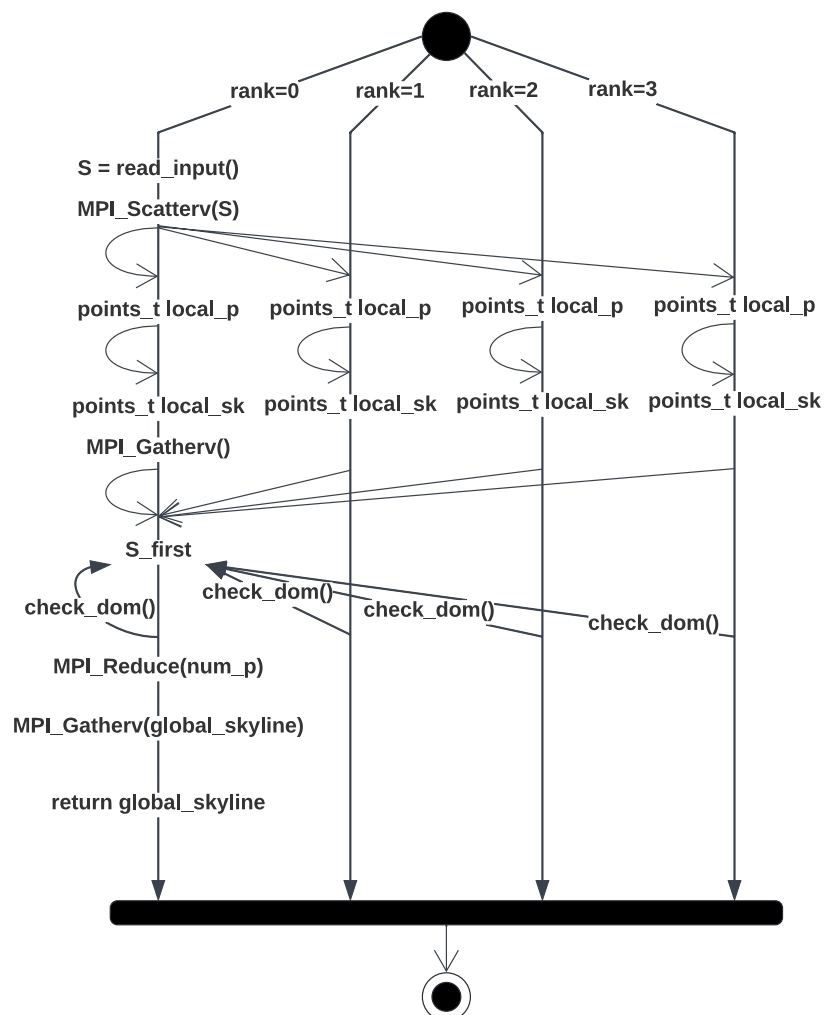 rank=0
rank=1
rank=2
rank=3
S = read_input()
MPI_Scatterv(S)
points_t local_p
points_t local_p
points_t local_p
points_t local_p
points_t local_sk
points_t local_sk
points_t local_sk
points_t local_sk
MPI_Gatherv()
S_first
check_dom()
check_dom()
check_dom()
check_dom()
MPI_Reduce(num_p)
MPI_Gatherv(global_skyline)
return global_skyline